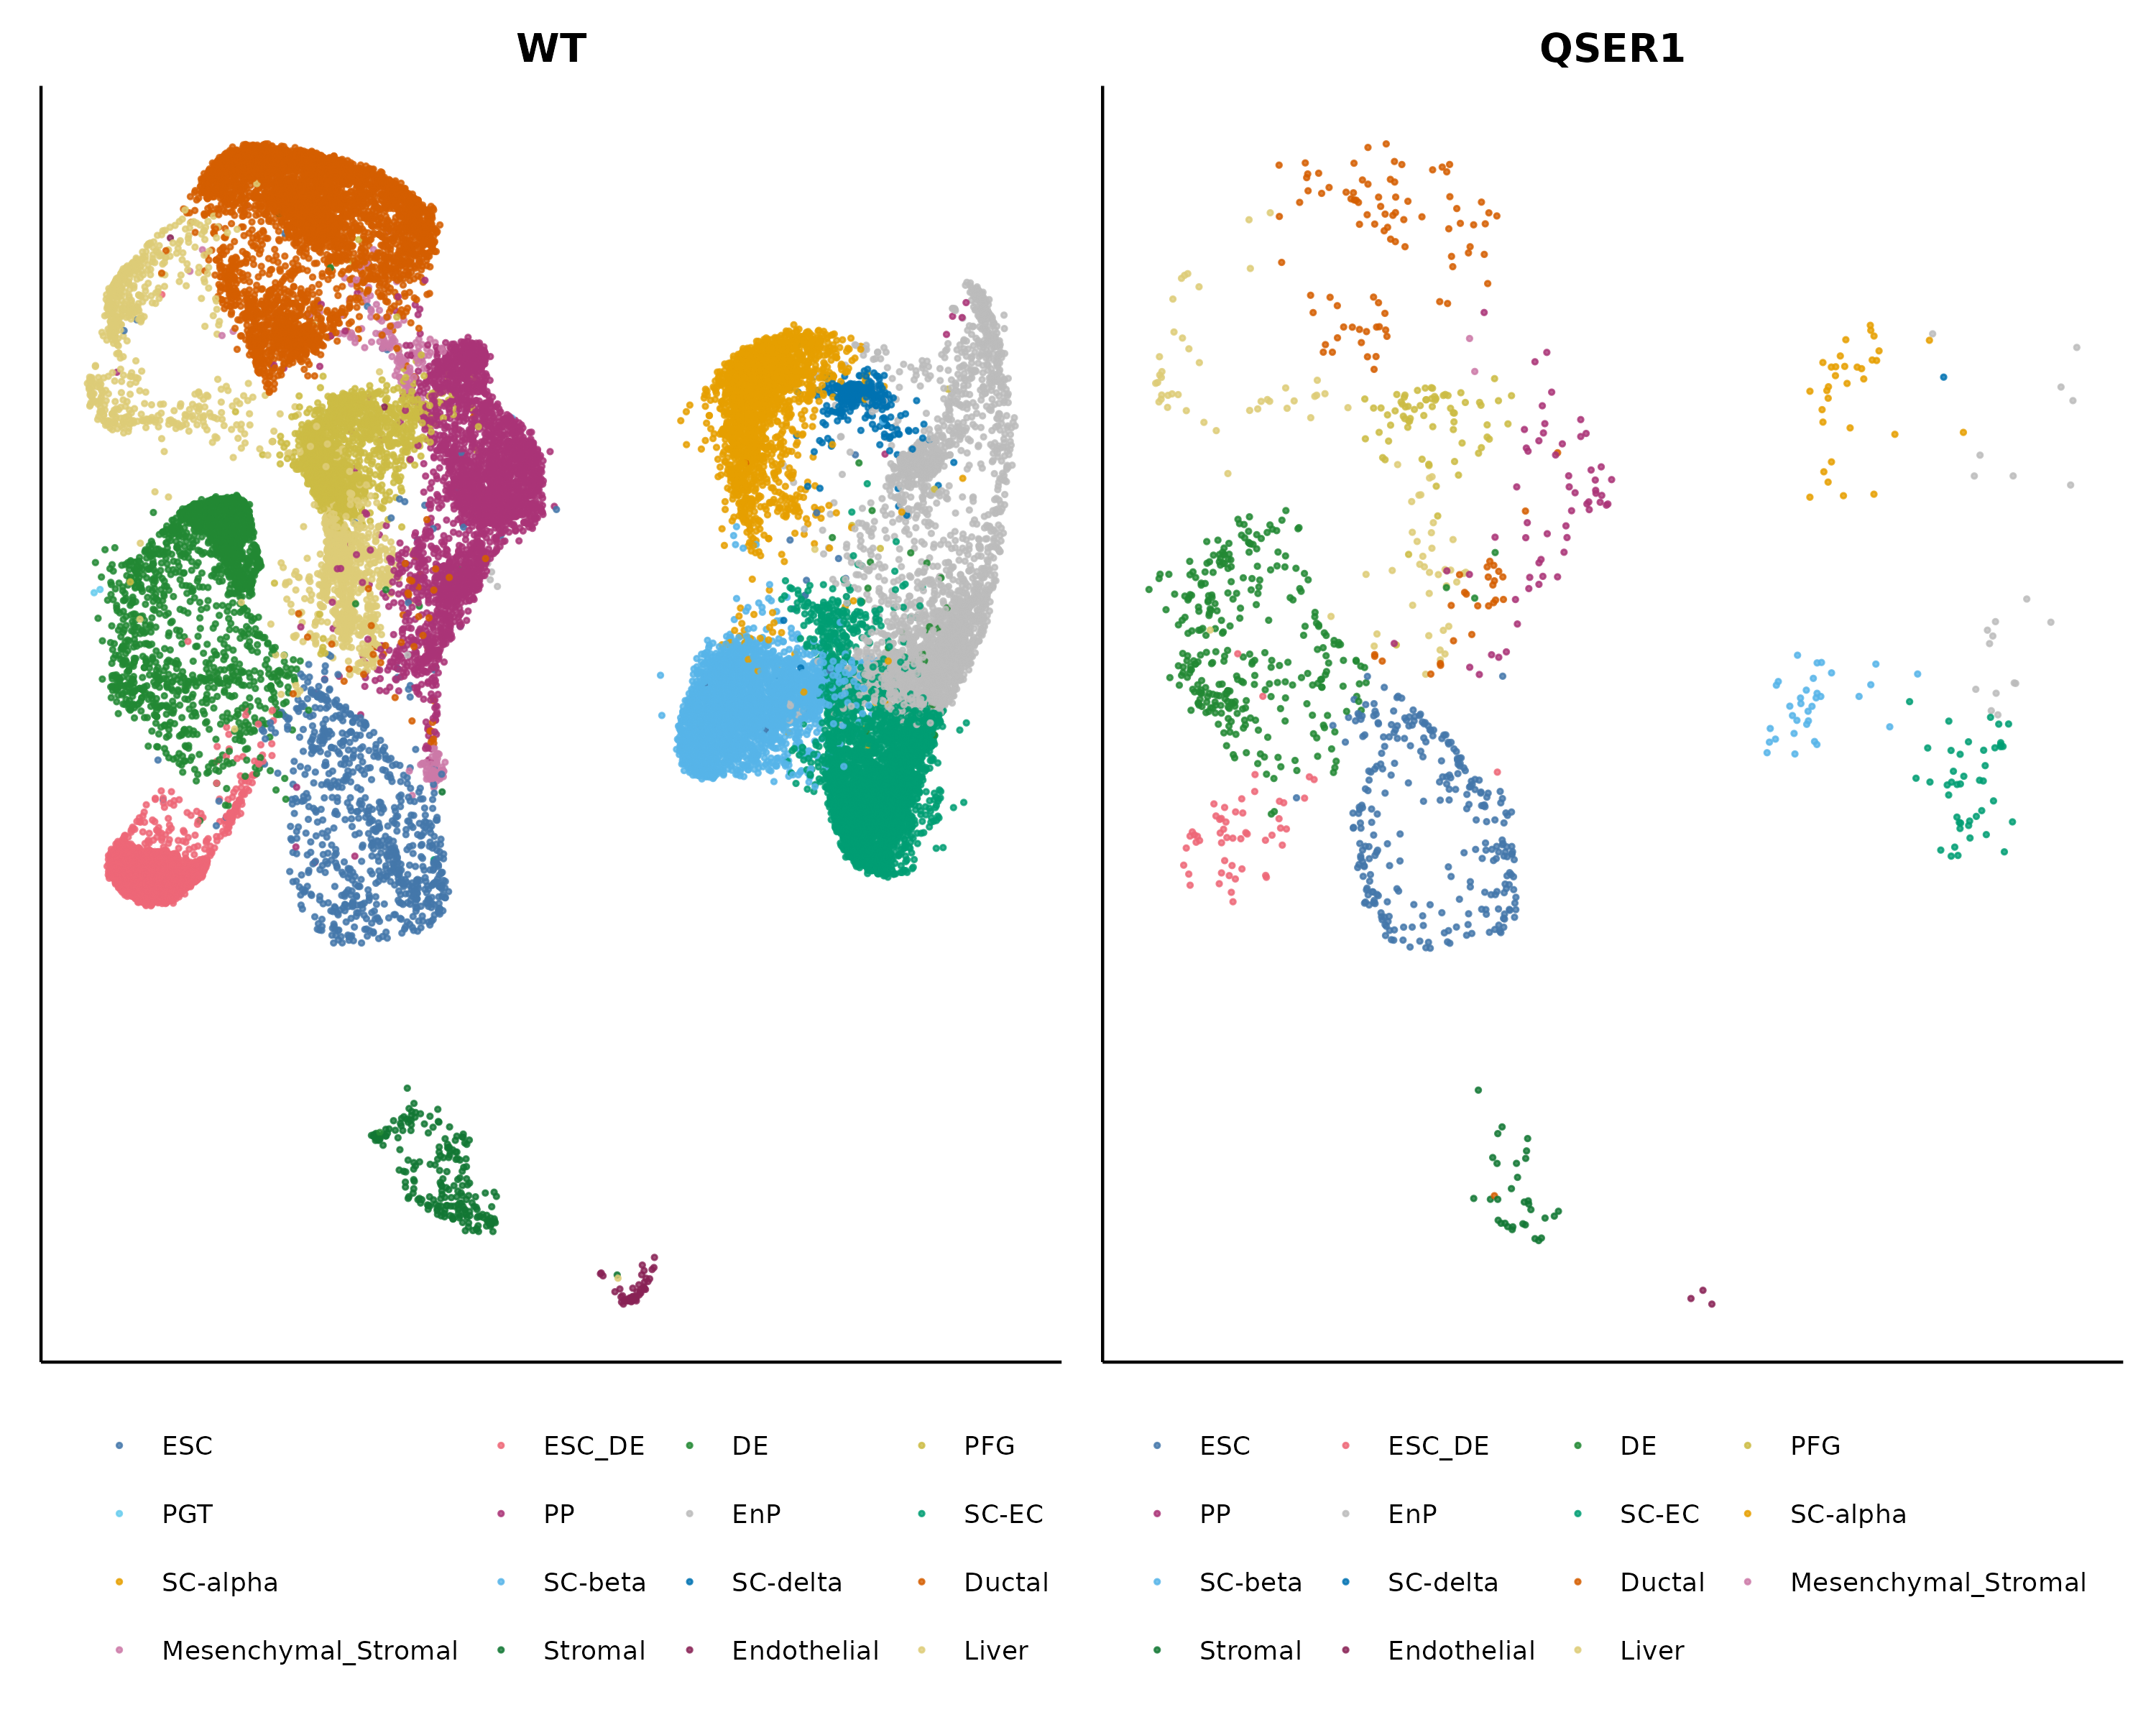 WT QSER1
ESC ESC_DE DE PFG ESC ESC_DE DE PFG
PGT PP EnP SC-EC PP EnP SC-EC SC-alpha
SC-alpha SC-beta SC-delta Ductal SC-beta SC-delta Ductal Mesenchymal_Stromal
Mesenchymal_Stromal Stromal Endothelial Liver Stromal Endothelial Liver